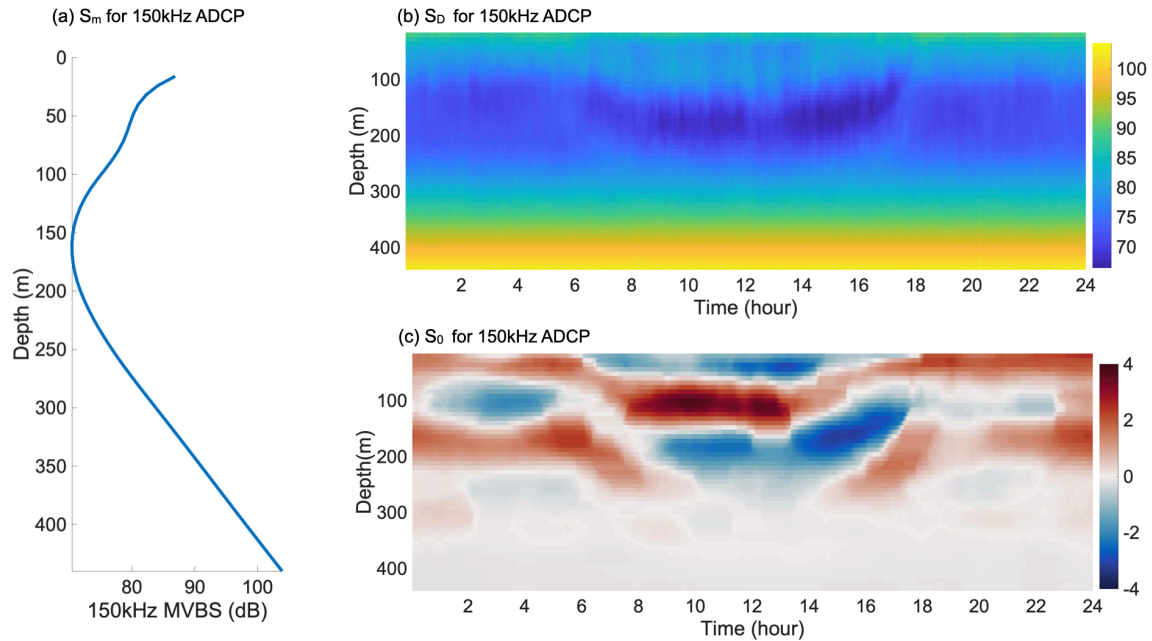 (a) Sm for 150kHz ADCP
0
50
100
150
200
250
300
350
400
Depth (m)
80 90 100
150kHz MVBS (dB)
(b) SD for 150kHz ADCP
100
200
300
400
Depth (m)
2 4 6 8 10 12 14 16 18 20 22 24
Time (hour)
100
95
90
85
80
75
70
(c) S0 for 150kHz ADCP
100
200
300
400
Depth(m)
2 4 6 8 10 12 14 16 18 20 22 24
Time (hour)
4
2
0
-2
-4